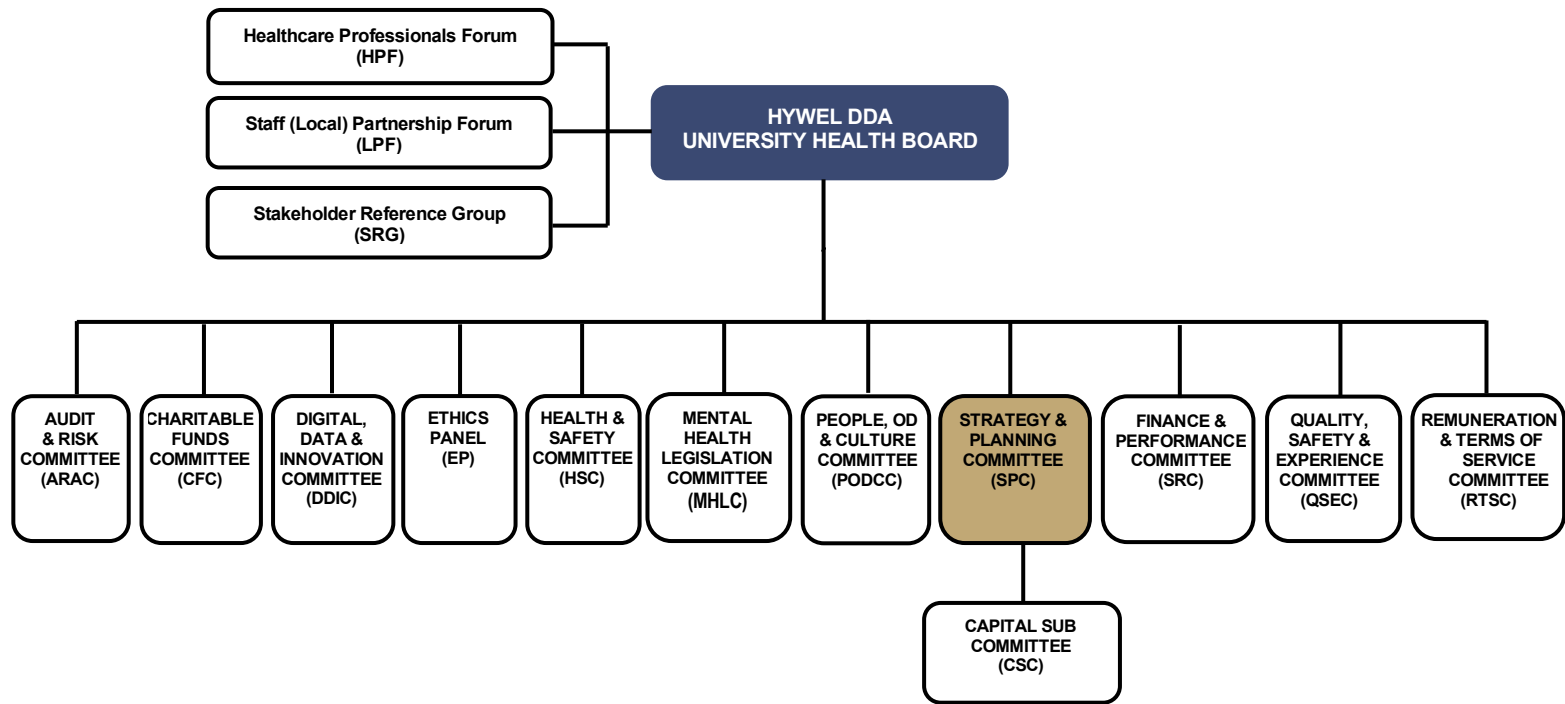 Healthcare Professionals Forum
(HPF)
Staff (Local) Partnership Forum
(LPF)
Stakeholder Reference Group
(SRG)
HYWEL DDA
UNIVERSITY HEALTH BOARD
AUDIT
& RISK
COMMITTEE
(ARAC)
CHARITABLE
FUNDS
COMMITTEE
(CFC)
DIGITAL,
DATA &
INNOVATION
COMMITTEE
(DDIC)
ETHICS
PANEL
(EP)
HEALTH &
SAFETY
COMMITTEE
(HSC)
MENTAL
HEALTH
LEGISLATION
COMMITTEE
(MHLC)
PEOPLE, OD
& CULTURE
COMMITTEE
(PODCC)
STRATEGY &
PLANNING
COMMITTEE
(SPC)
FINANCE &
PERFORMANCE
COMMITTEE
(SRC)
QUALITY,
SAFETY &
EXPERIENCE
COMMITTEE
(QSEC)
REMUNERATION
& TERMS OF
SERVICE
COMMITTEE
(RTSC)
CAPITAL SUB
COMMITTEE
(CSC)